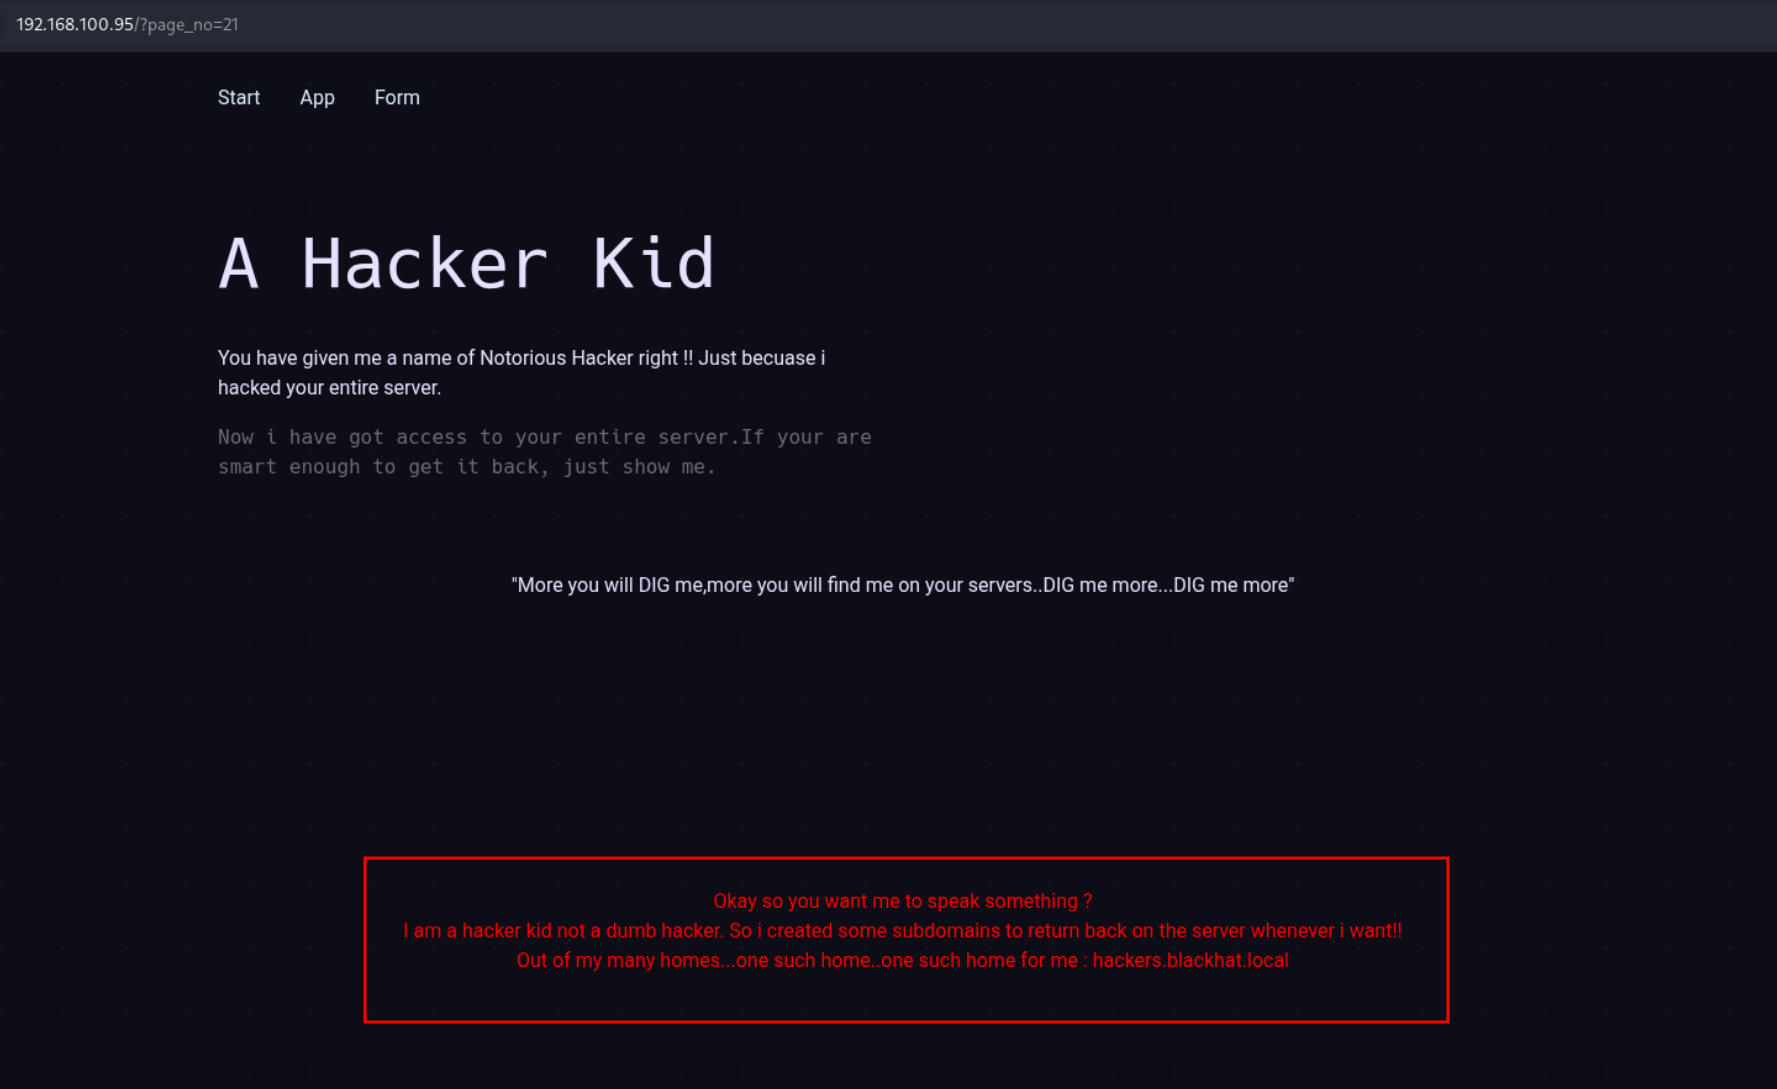 192.168.100.95/?page_no=21
Start App Form
A Hacker Kid
You have given me a name of Notorious Hacker right !! Just becuase i
hacked your entire server.
Now i have got access to your entire server.If your are
smart enough to get it back, just show me.
"More you will DIG me,more you will find me on your servers..DIG me more...DIG me more"
Okay so you want me to speak something ?
I am a hacker kid not a dumb hacker. So i created some subdomains to return back on the server whenever i want!!
Out of my many homes...one such home..one such home for me : hackers.blackhat.local